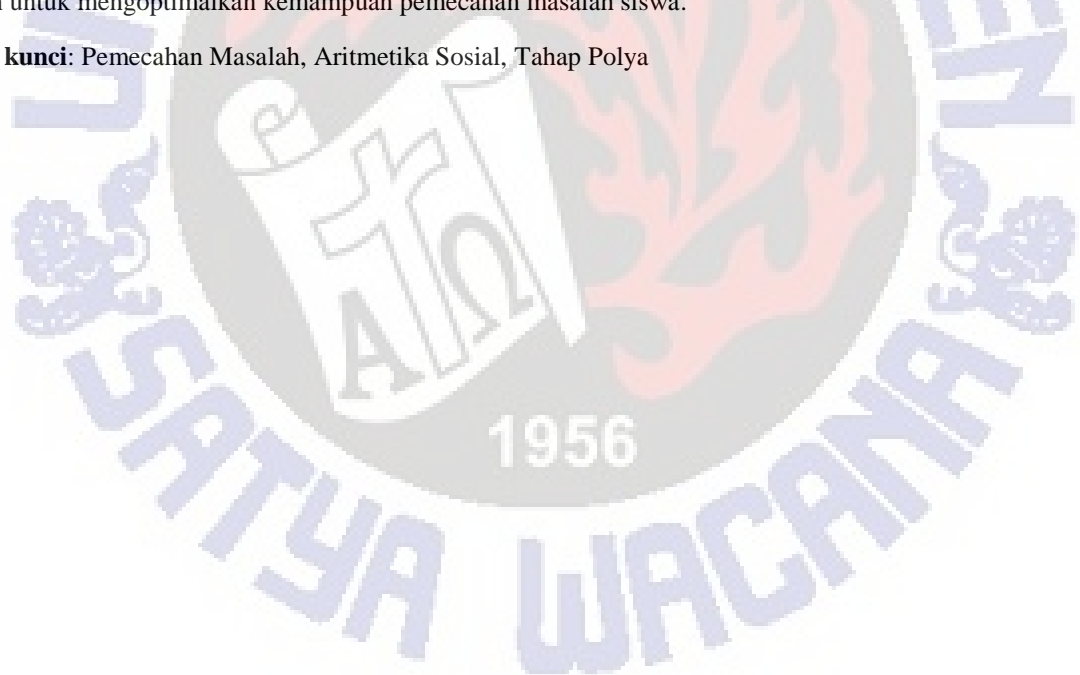 untuk mengoptimalkan kemampuan pemecahan masalah siswa.
kunci: Pemecahan Masalah, Aritmetika Sosial, Tahap Polya
Α Ω
1956
SATYA WACANA